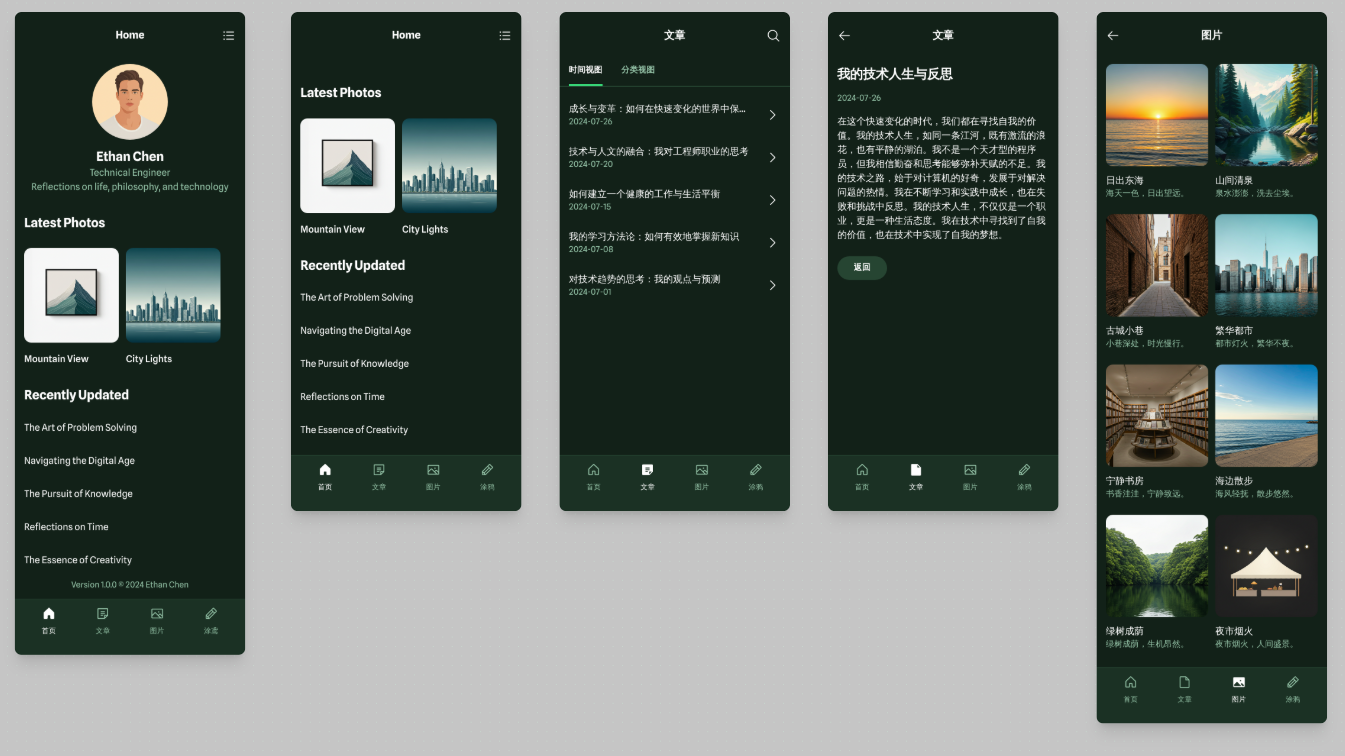 Home
Ethan Chen
Technical Engineer
Reflections on life, philosophy, and technology
Latest Photos
Mountain View
City Lights
Recently Updated
The Art of Problem Solving
Navigating the Digital Age
The Pursuit of Knowledge
Reflections on Time
The Essence of Creativity
Version 1.0.0 © 2024 Ethan Chen
首页
文章
图片
涂鸢
Home
Latest Photos
Mountain View
City Lights
Recently Updated
The Art of Problem Solving
Navigating the Digital Age
The Pursuit of Knowledge
Reflections on Time
The Essence of Creativity
首页
文章
图片
涂鸦
文章
时间视图
分类视图
成长与变革：如何在快速变化的世界中保...
2024-07-26
技术与人文的融合：我对工程师职业的思考
2024-07-20
如何建立一个健康的工作与生活平衡
2024-07-15
我的学习方法论：如何有效地掌握新知识
2024-07-08
对技术趋势的思考：我的观点与预测
2024-07-01
首页
文章
图片
涂鸦
文章
我的技术人生与反思
2024-07-26
在这个快速变化的时代，我们都在寻找自我的价
值。我的技术人生，如同一条江河，既有激流的浪
花，也有平静的湖泊。我不是一个天才型的程序
员，但我相信勤奋和思考能够弥补天赋的不足。我
的技术之路，始于对计算机的好奇，发展于对解决
问题的热情。我在不断学习和实践中成长，也在失
败和挑战中反思。我的技术人生，不仅仅是一个职
业，更是一种生活态度。我在技术中寻找到了自我
的价值，也在技术中实现了自我的梦想。
返回
首页
文章
图片
涂鸦
图片
日出东海
海天一色，日出望远。
山间清泉
泉水澎澎，洗去尘埃。
古城小巷
小巷深处，时光慢行。
繁华都市
都市灯火，繁华不夜。
宁静书房
书香洼洼，宁静致远。
海边散步
海风轻抚，散步悠然。
绿树成荫
绿树成荫，生机昂然。
夜市烟火
夜市烟火，人间盛景。
首页
文章
图片
涂鸦